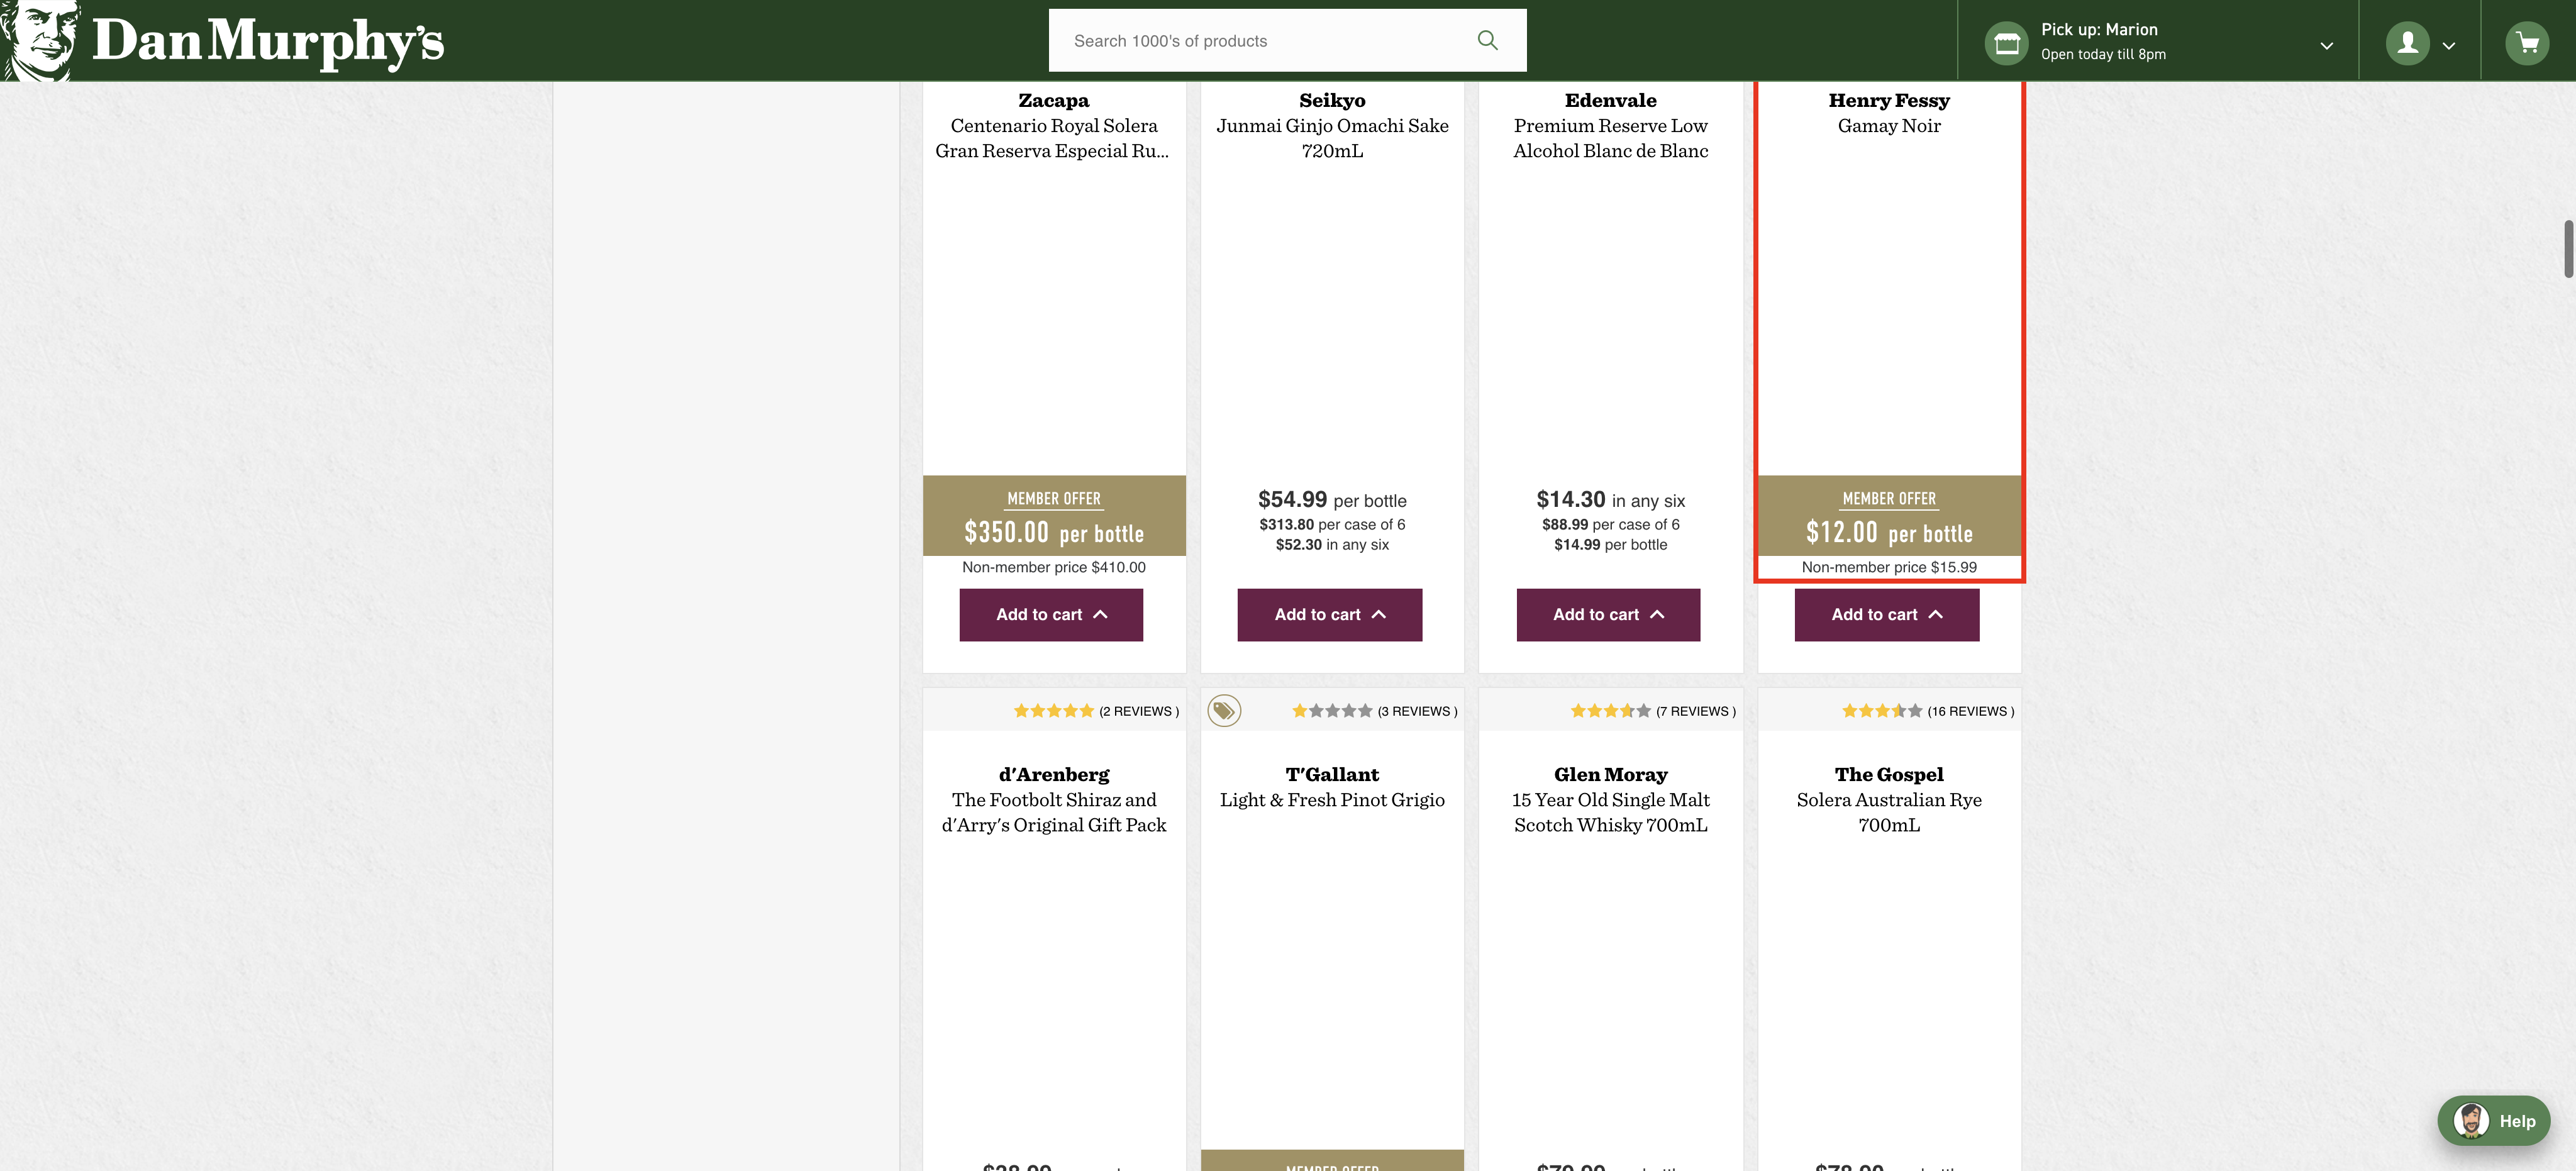 Dan Murphy's
Search 1000's of products
Pick up: Marion
Open today till 8pm
Zacapa
Centenario Royal Solera
Gran Reserva Especial Ru...
MEMBER OFFER
$350.00 per bottle
Non-member price $410.00
Add to cart
Seikyo
Junmai Ginjo Omachi Sake
720mL
$54.99 per bottle
$313.80 per case of 6
$52.30 in any six
Add to cart
Edenvale
Premium Reserve Low
Alcohol Blanc de Blanc
$14.30 in any six
$88.99 per case of 6
$14.99 per bottle
Add to cart
Henry Fessy
Gamay Noir
MEMBER OFFER
$12.00 per bottle
Non-member price $15.99
Add to cart
(2 REVIEWS )
d'Arenberg
The Footbolt Shiraz and
d'Arry's Original Gift Pack
(3 REVIEWS )
T'Gallant
Light & Fresh Pinot Grigio
MEMBER OFFER
(7 REVIEWS )
Glen Moray
15 Year Old Single Malt
Scotch Whisky 700mL
(16 REVIEWS )
The Gospel
Solera Australian Rye
700mL
Help